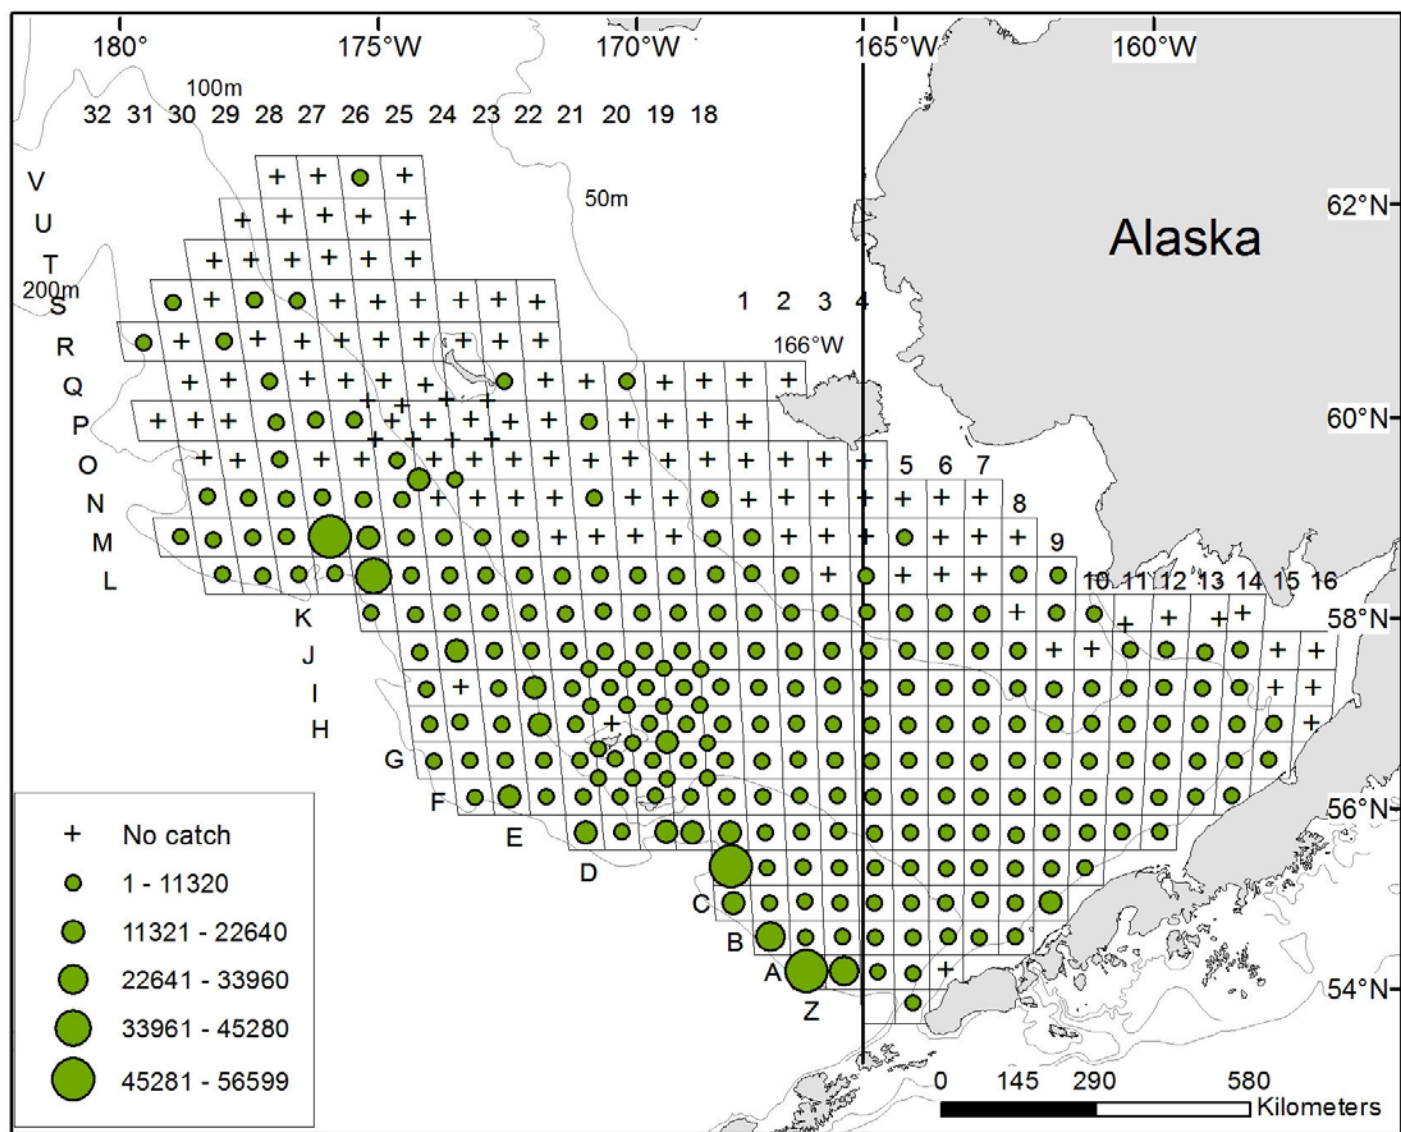 180° 175°W 170°W 165°W 160°W
100m
32 31 30 29 28 27 26 25 24 23 22 21 20 19 18
V
50m
62°N
U
Alaska
T
200m
S
1 2 3 4
R
166°W
Q
P
60°N
O
5 6 7
N
8
M
9
L
10 11 12 13 14 15 16
K
58°N
J
I
H
G
F
56°N
E
D
C
B
A
54°N
Z
No catch
1 - 11320
11321 - 22640
22641 - 33960
33961 - 45280
45281 - 56599
0 145 290 580
Kilometers